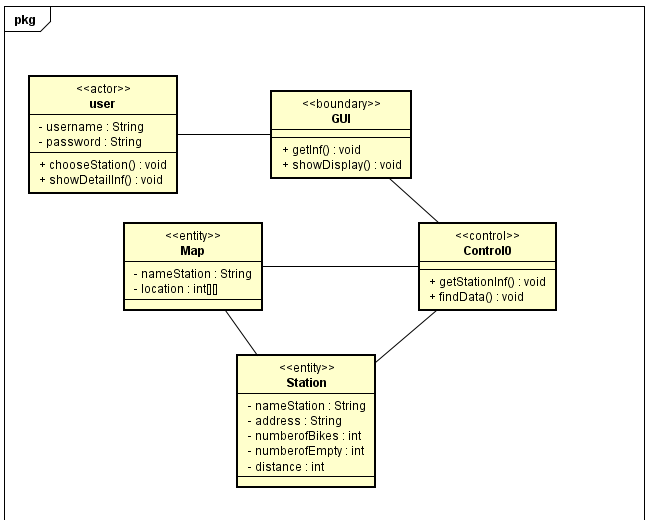 pkg
<<actor>>
user
- username : String
- password : String
+ chooseStation() : void
+ showDetailInf() : void
<<boundary>>
GUI
+ getInf() : void
+ showDisplay() : void
<<entity>>
Map
- nameStation : String
- location : int[][]
<<control>>
Control0
+ getStationInf() : void
+ findData() : void
<<entity>>
Station
- nameStation : String
- address : String
- numberofBikes : int
- numberofEmpty : int
- distance : int